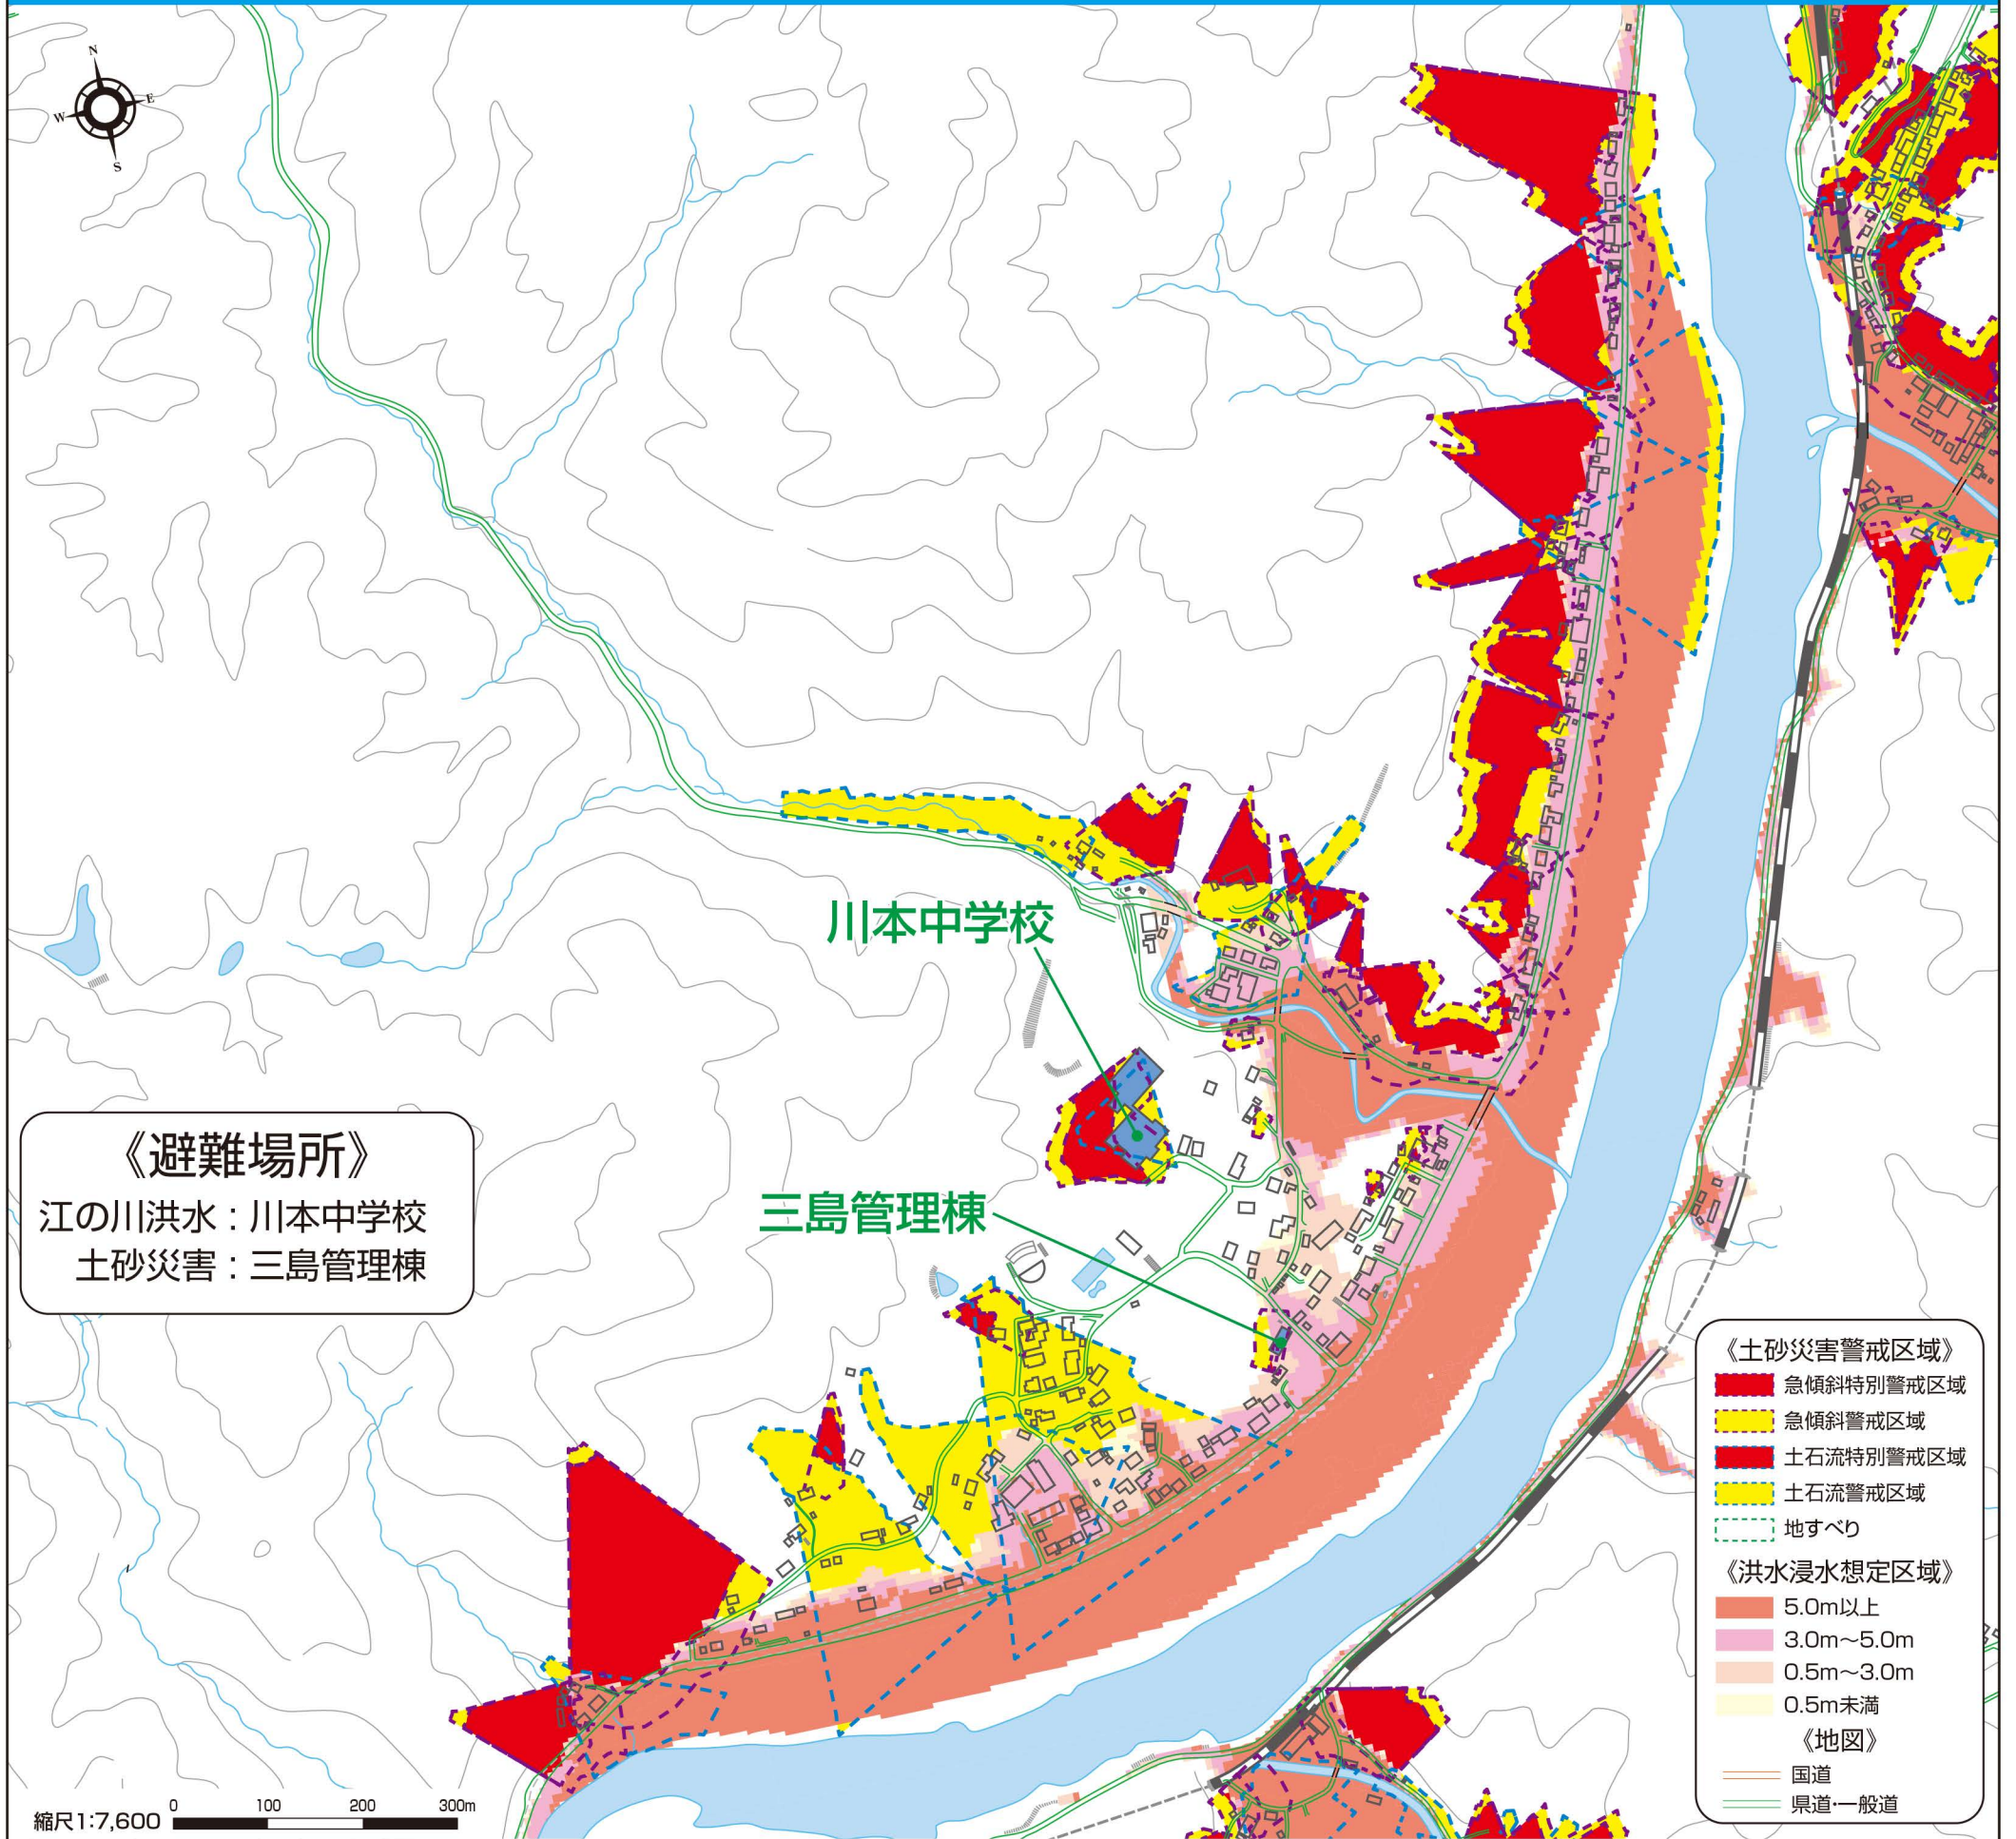 N
W
E
S
川本中学校
《避難場所》
江の川洪水：川本中学校
土砂災害：三島管理棟
三島管理棟
《土砂災害警戒区域》
急傾斜特別警戒区域
急傾斜警戒区域
土石流特別警戒区域
土石流警戒区域
地すべり
《洪水浸水想定区域》
5.0m以上
3.0m〜5.0m
0.5m〜3.0m
0.5m未満
《地図》
国道
県道・一般道
縮尺1:7,600
0 100 200 300m